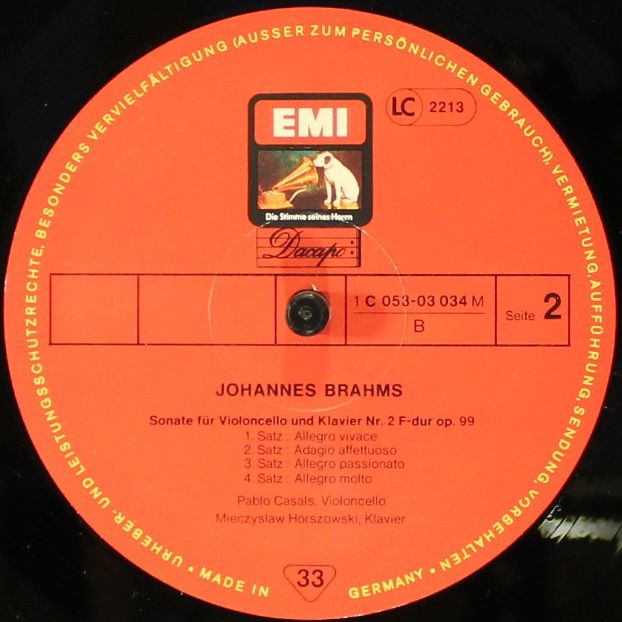 URHEBER- UND LEISTUNGSSCHUTZRECHTE, BESONDERS VERVIELFÄLTIGUNG (AUSSER ZUM PERSÖNLICHEN GEBRAUCH), VERMIETUNG, AUFFÜHRUNG, SENDUNG, VORBEHALTEN •
EMI
LC 2213
Die Stimme seines Herrn
Dacapo
1 C 053-03 034 M
B
Seite 2
JOHANNES BRAHMS
Sonate für Violoncello und Klavier Nr. 2 F-dur op. 99
1. Satz : Allegro vivace
2. Satz : Adagio affettuoso
3. Satz : Allegro passionato
4. Satz : Allegro molto
Pablo Casals, Violoncello
Mieczyslaw Horszowski, Klavier
33
• MADE IN GERMANY •